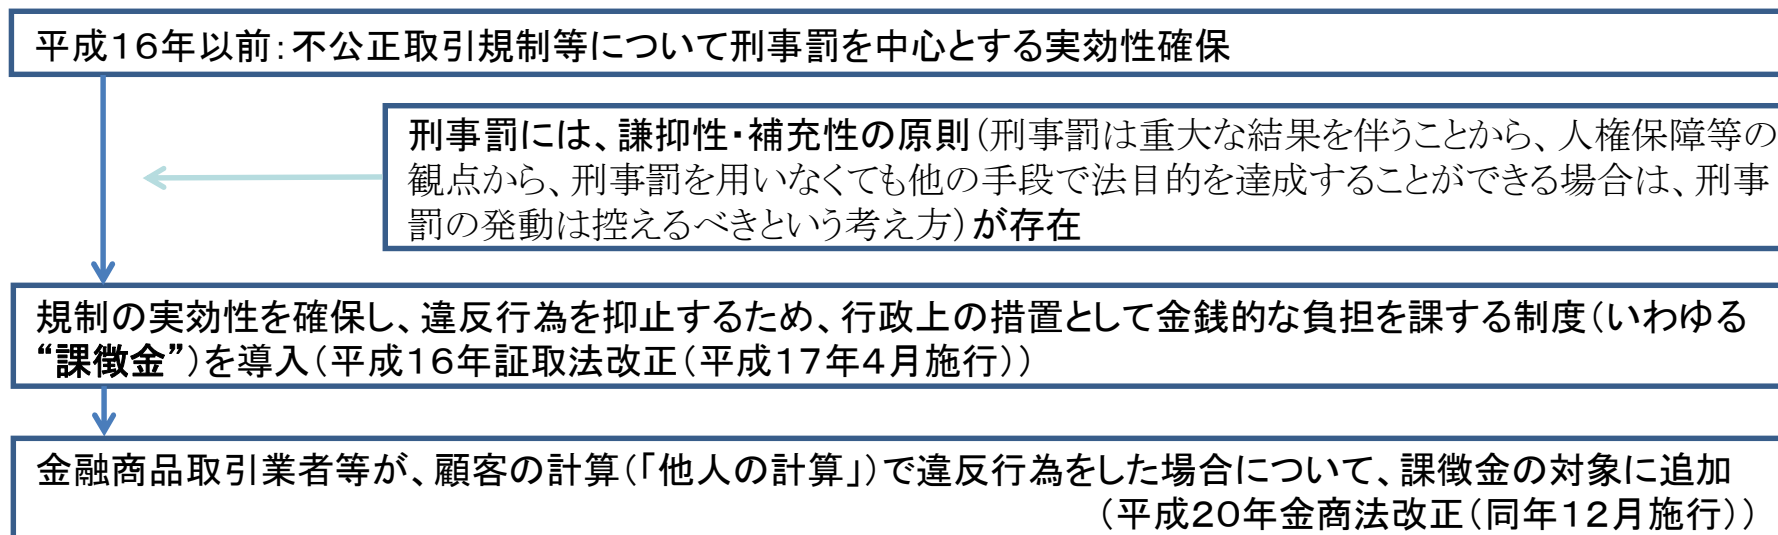 平成16年以前：不公正取引規制等について刑事罰を中心とする実効性確保
刑事罰には、謙抑性・補充性の原則（刑事罰は重大な結果を伴うことから、人権保障等の
観点から、刑事罰を用いなくても他の手段で法目的を達成することができる場合は、刑事
罰の発動は控えるべきという考え方）が存在
規制の実効性を確保し、違反行為を抑止するため、行政上の措置として金銭的な負担を課する制度（いわゆる
“課徴金”）を導入（平成16年証取法改正（平成17年4月施行））
金融商品取引業者等が、顧客の計算（「他人の計算」）で違反行為をした場合について、課徴金の対象に追加
（平成20年金商法改正（同年12月施行））